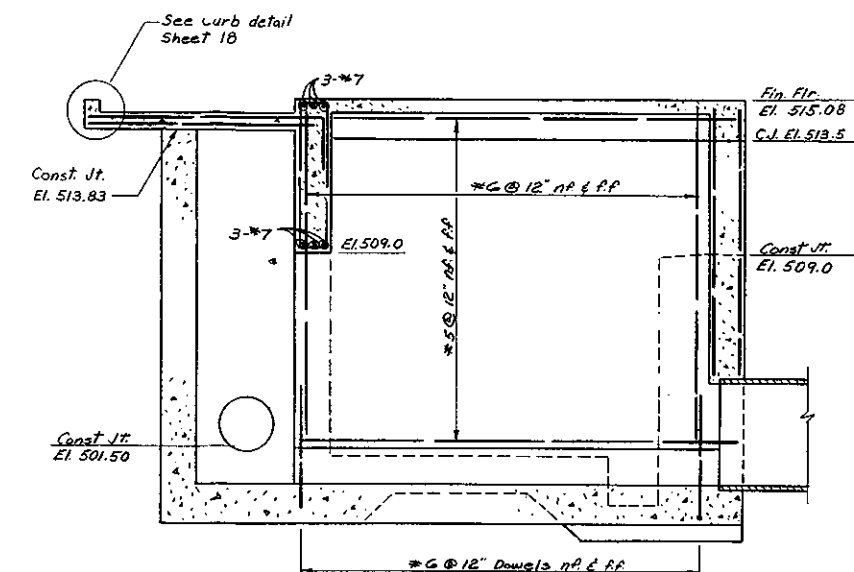 See Curb detail
Sheet 18
3-#7
Fin. Flr.
El. 515.08
C.J. El. 513.5
Const. Jt.
El. 513.83
#6 @ 12" n.f. & f.f.
3-#7
El. 509.0
Const Jt.
El. 509.0
#5 @ 12" n.f. & f.f.
Const Jt.
El. 501.50
#6 @ 12" Dowels n.f. & f.f.